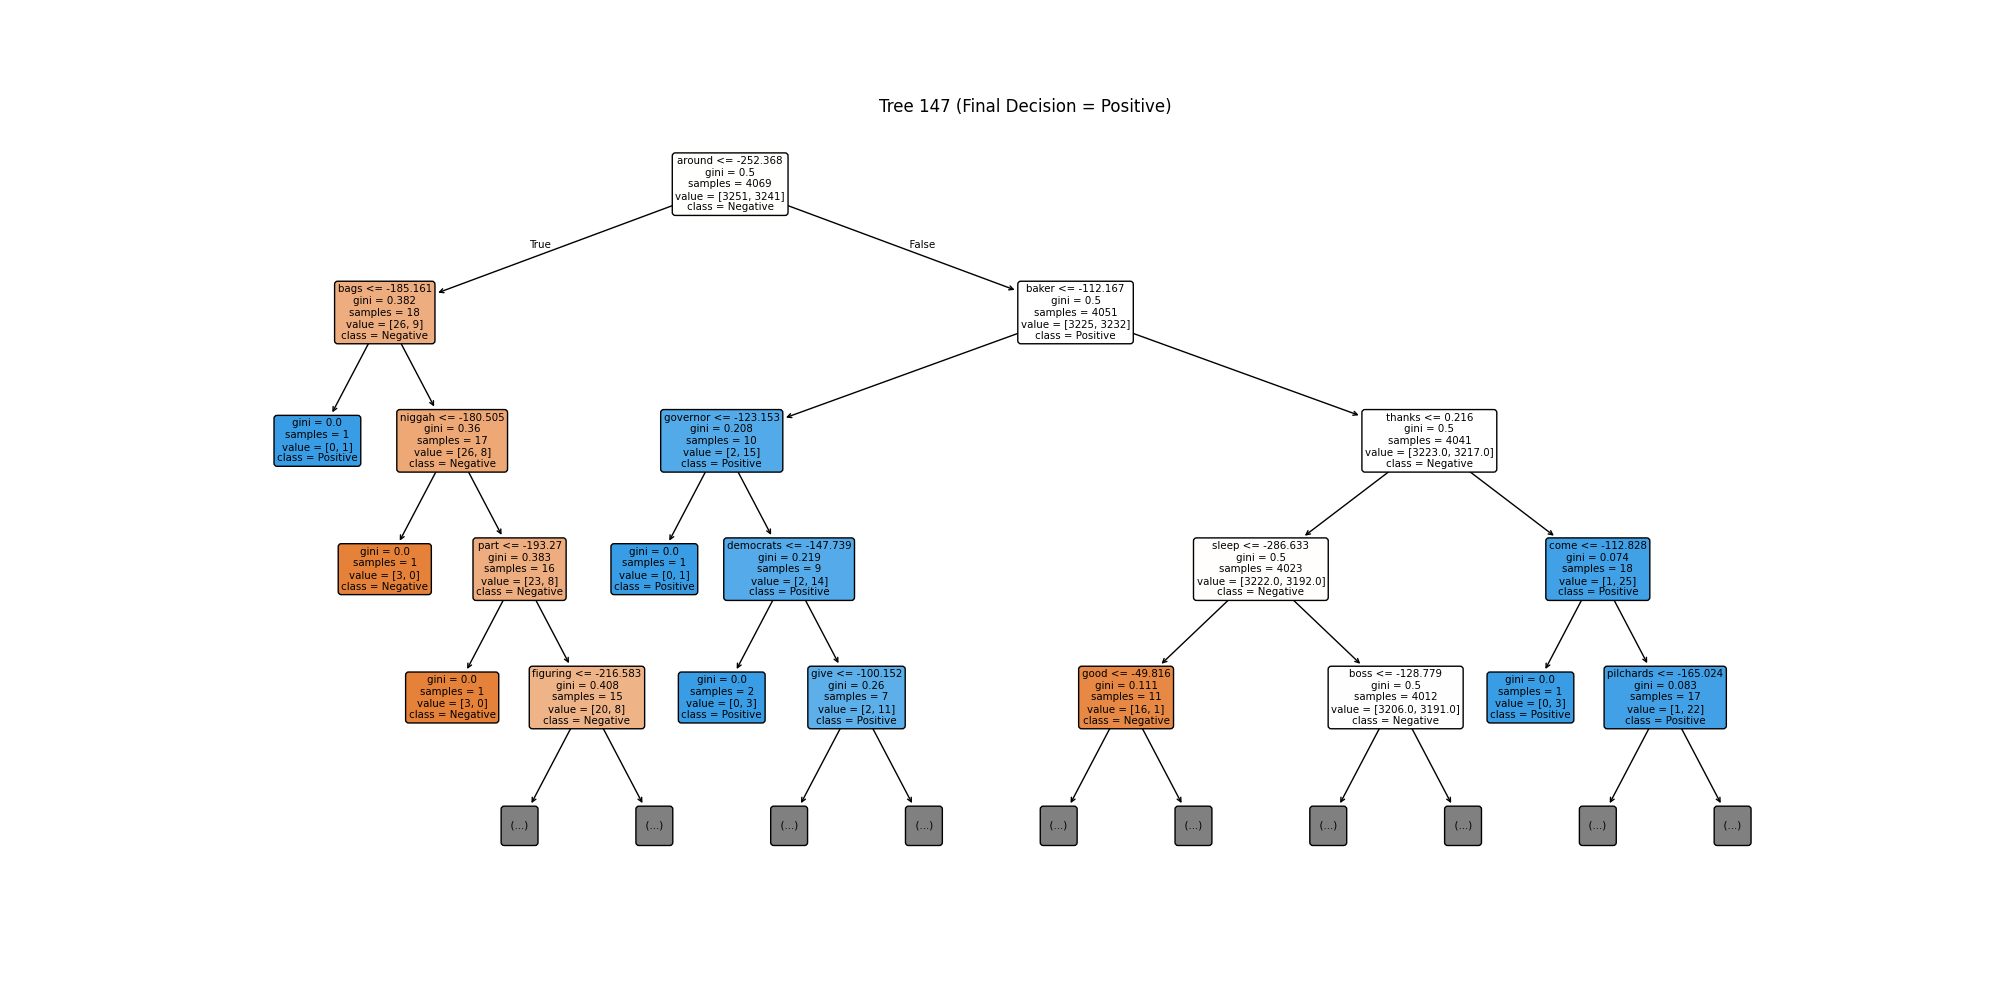 Tree 147 (Final Decision = Positive)
around <= -252.368
gini = 0.5
samples = 4069
value = [3251, 3241]
class = Negative
True
False
bags <= -185.161
gini = 0.382
samples = 18
value = [26, 9]
class = Negative
baker <= -112.167
gini = 0.5
samples = 4051
value = [3225, 3232]
class = Positive
gini = 0.0
samples = 1
value = [0, 1]
class = Positive
niggah <= -180.505
gini = 0.36
samples = 17
value = [26, 8]
class = Negative
governor <= -123.153
gini = 0.208
samples = 10
value = [2, 15]
class = Positive
thanks <= 0.216
gini = 0.5
samples = 4041
value = [3223.0, 3217.0]
class = Negative
gini = 0.0
samples = 1
value = [3, 0]
class = Negative
part <= -193.27
gini = 0.383
samples = 16
value = [23, 8]
class = Negative
gini = 0.0
samples = 1
value = [0, 1]
class = Positive
democrats <= -147.739
gini = 0.219
samples = 9
value = [2, 14]
class = Positive
sleep <= -286.633
gini = 0.5
samples = 4023
value = [3222.0, 3192.0]
class = Negative
come <= -112.828
gini = 0.074
samples = 18
value = [1, 25]
class = Positive
gini = 0.0
samples = 1
value = [3, 0]
class = Negative
figuring <= -216.583
gini = 0.408
samples = 15
value = [20, 8]
class = Negative
gini = 0.0
samples = 2
value = [0, 3]
class = Positive
give <= -100.152
gini = 0.26
samples = 7
value = [2, 11]
class = Positive
good <= -49.816
gini = 0.111
samples = 11
value = [16, 1]
class = Negative
boss <= -128.779
gini = 0.5
samples = 4012
value = [3206.0, 3191.0]
class = Negative
gini = 0.0
samples = 1
value = [0, 3]
class = Positive
pilchards <= -165.024
gini = 0.083
samples = 17
value = [1, 22]
class = Positive
(...)
(...)
(...)
(...)
(...)
(...)
(...)
(...)
(...)
(...)